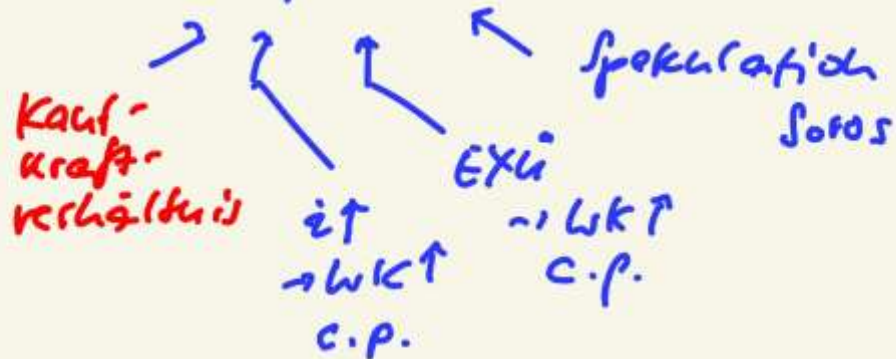 Kauf-
kraft-
verhältnis
i↑
→ WK↑
c.p.
EXÜ
→ WK↑
c.p.
Spekulation
Soros